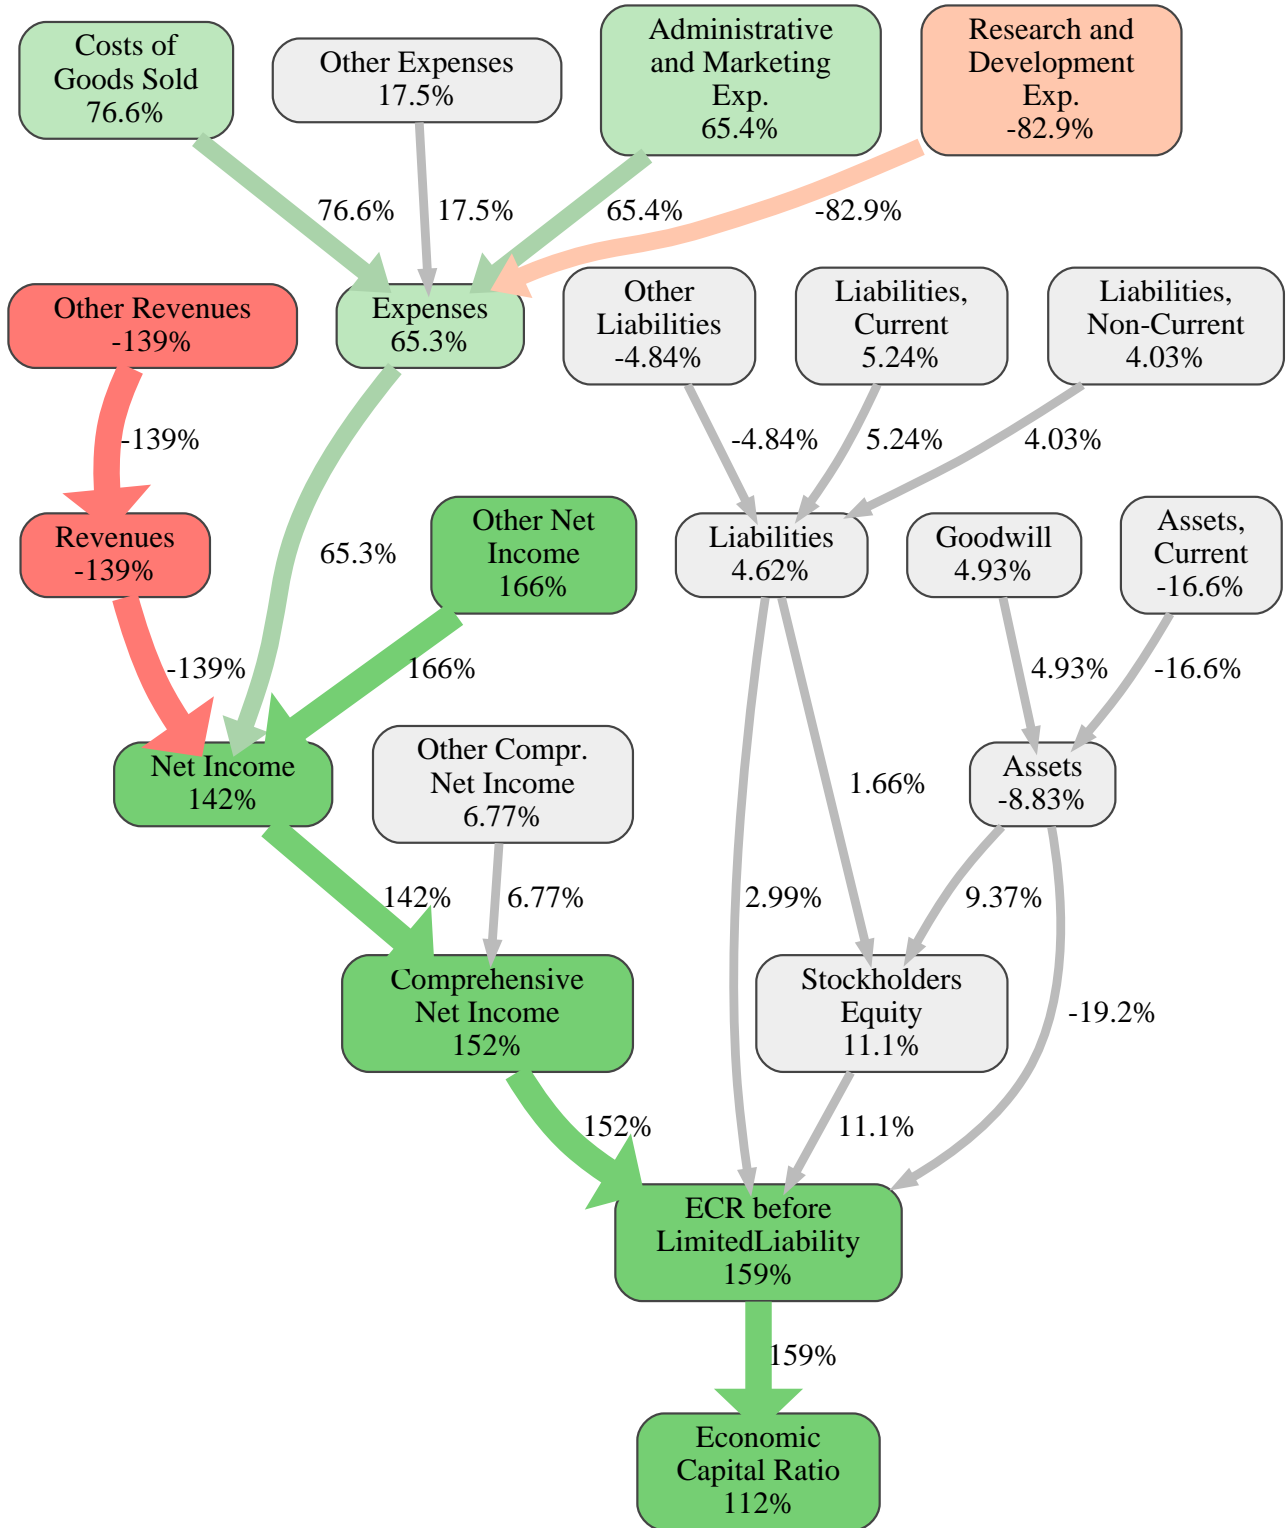 Costs of
Goods Sold
76.6%
Other Expenses
17.5%
Administrative
and Marketing
Exp.
65.4%
Research and
Development
Exp.
-82.9%
76.6%
17.5%
65.4%
-82.9%
Other Revenues
-139%
Expenses
65.3%
Other
Liabilities
-4.84%
Liabilities,
Current
5.24%
Liabilities,
Non-Current
4.03%
-139%
-4.84%
5.24%
4.03%
Revenues
-139%
65.3%
Other Net
Income
166%
Liabilities
4.62%
Goodwill
4.93%
Assets,
Current
-16.6%
-139%
166%
4.93%
-16.6%
Net Income
142%
Other Compr.
Net Income
6.77%
1.66%
Assets
-8.83%
142%
6.77%
2.99%
9.37%
Comprehensive
Net Income
152%
Stockholders
Equity
11.1%
-19.2%
152%
11.1%
ECR before
LimitedLiability
159%
159%
Economic
Capital Ratio
112%